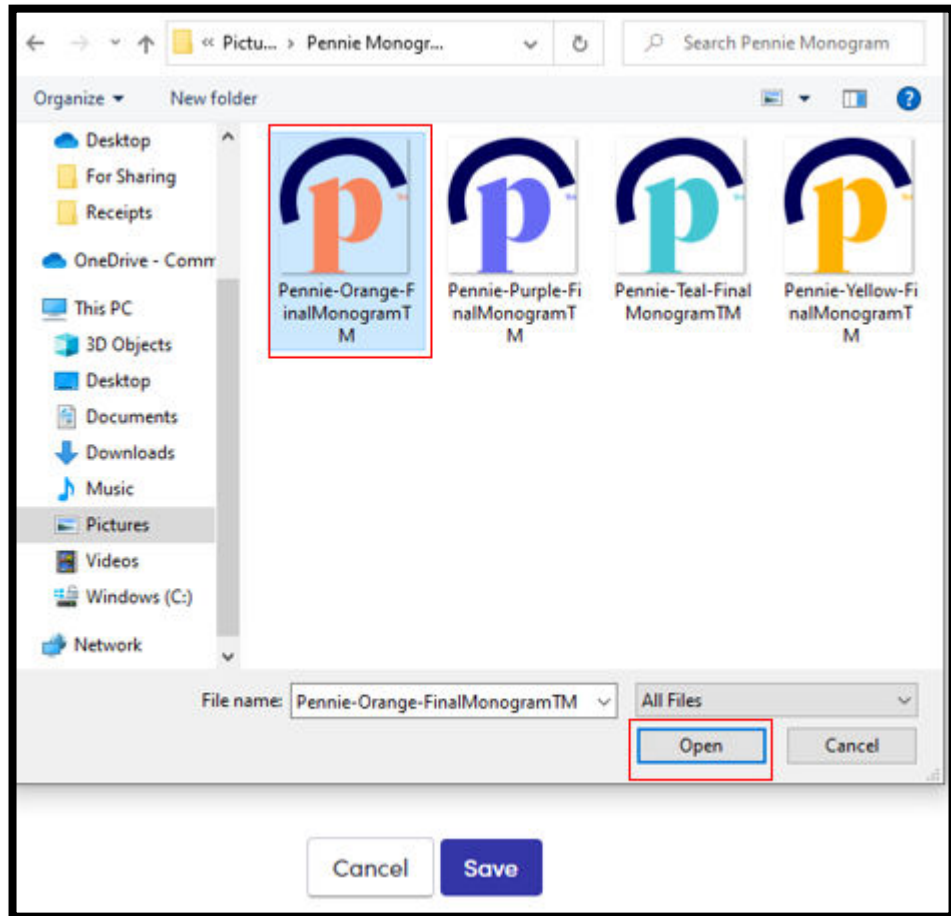 « Pictu... › Pennie Monogr...
Search Pennie Monogram
Organize
New folder
Desktop
For Sharing
Receipts
OneDrive - Comm
This PC
3D Objects
Desktop
Documents
Downloads
Music
Pictures
Videos
Windows (C:)
Network
p
p
p
p
Pennie-Orange-F
inalMonogramT
M
Pennie-Purple-Fi
nalMonogramT
M
Pennie-Teal-Final
MonogramTM
Pennie-Yellow-Fi
nalMonogramT
M
File name:
Pennie-Orange-FinalMonogramTM
All Files
Open
Cancel
Cancel
Save